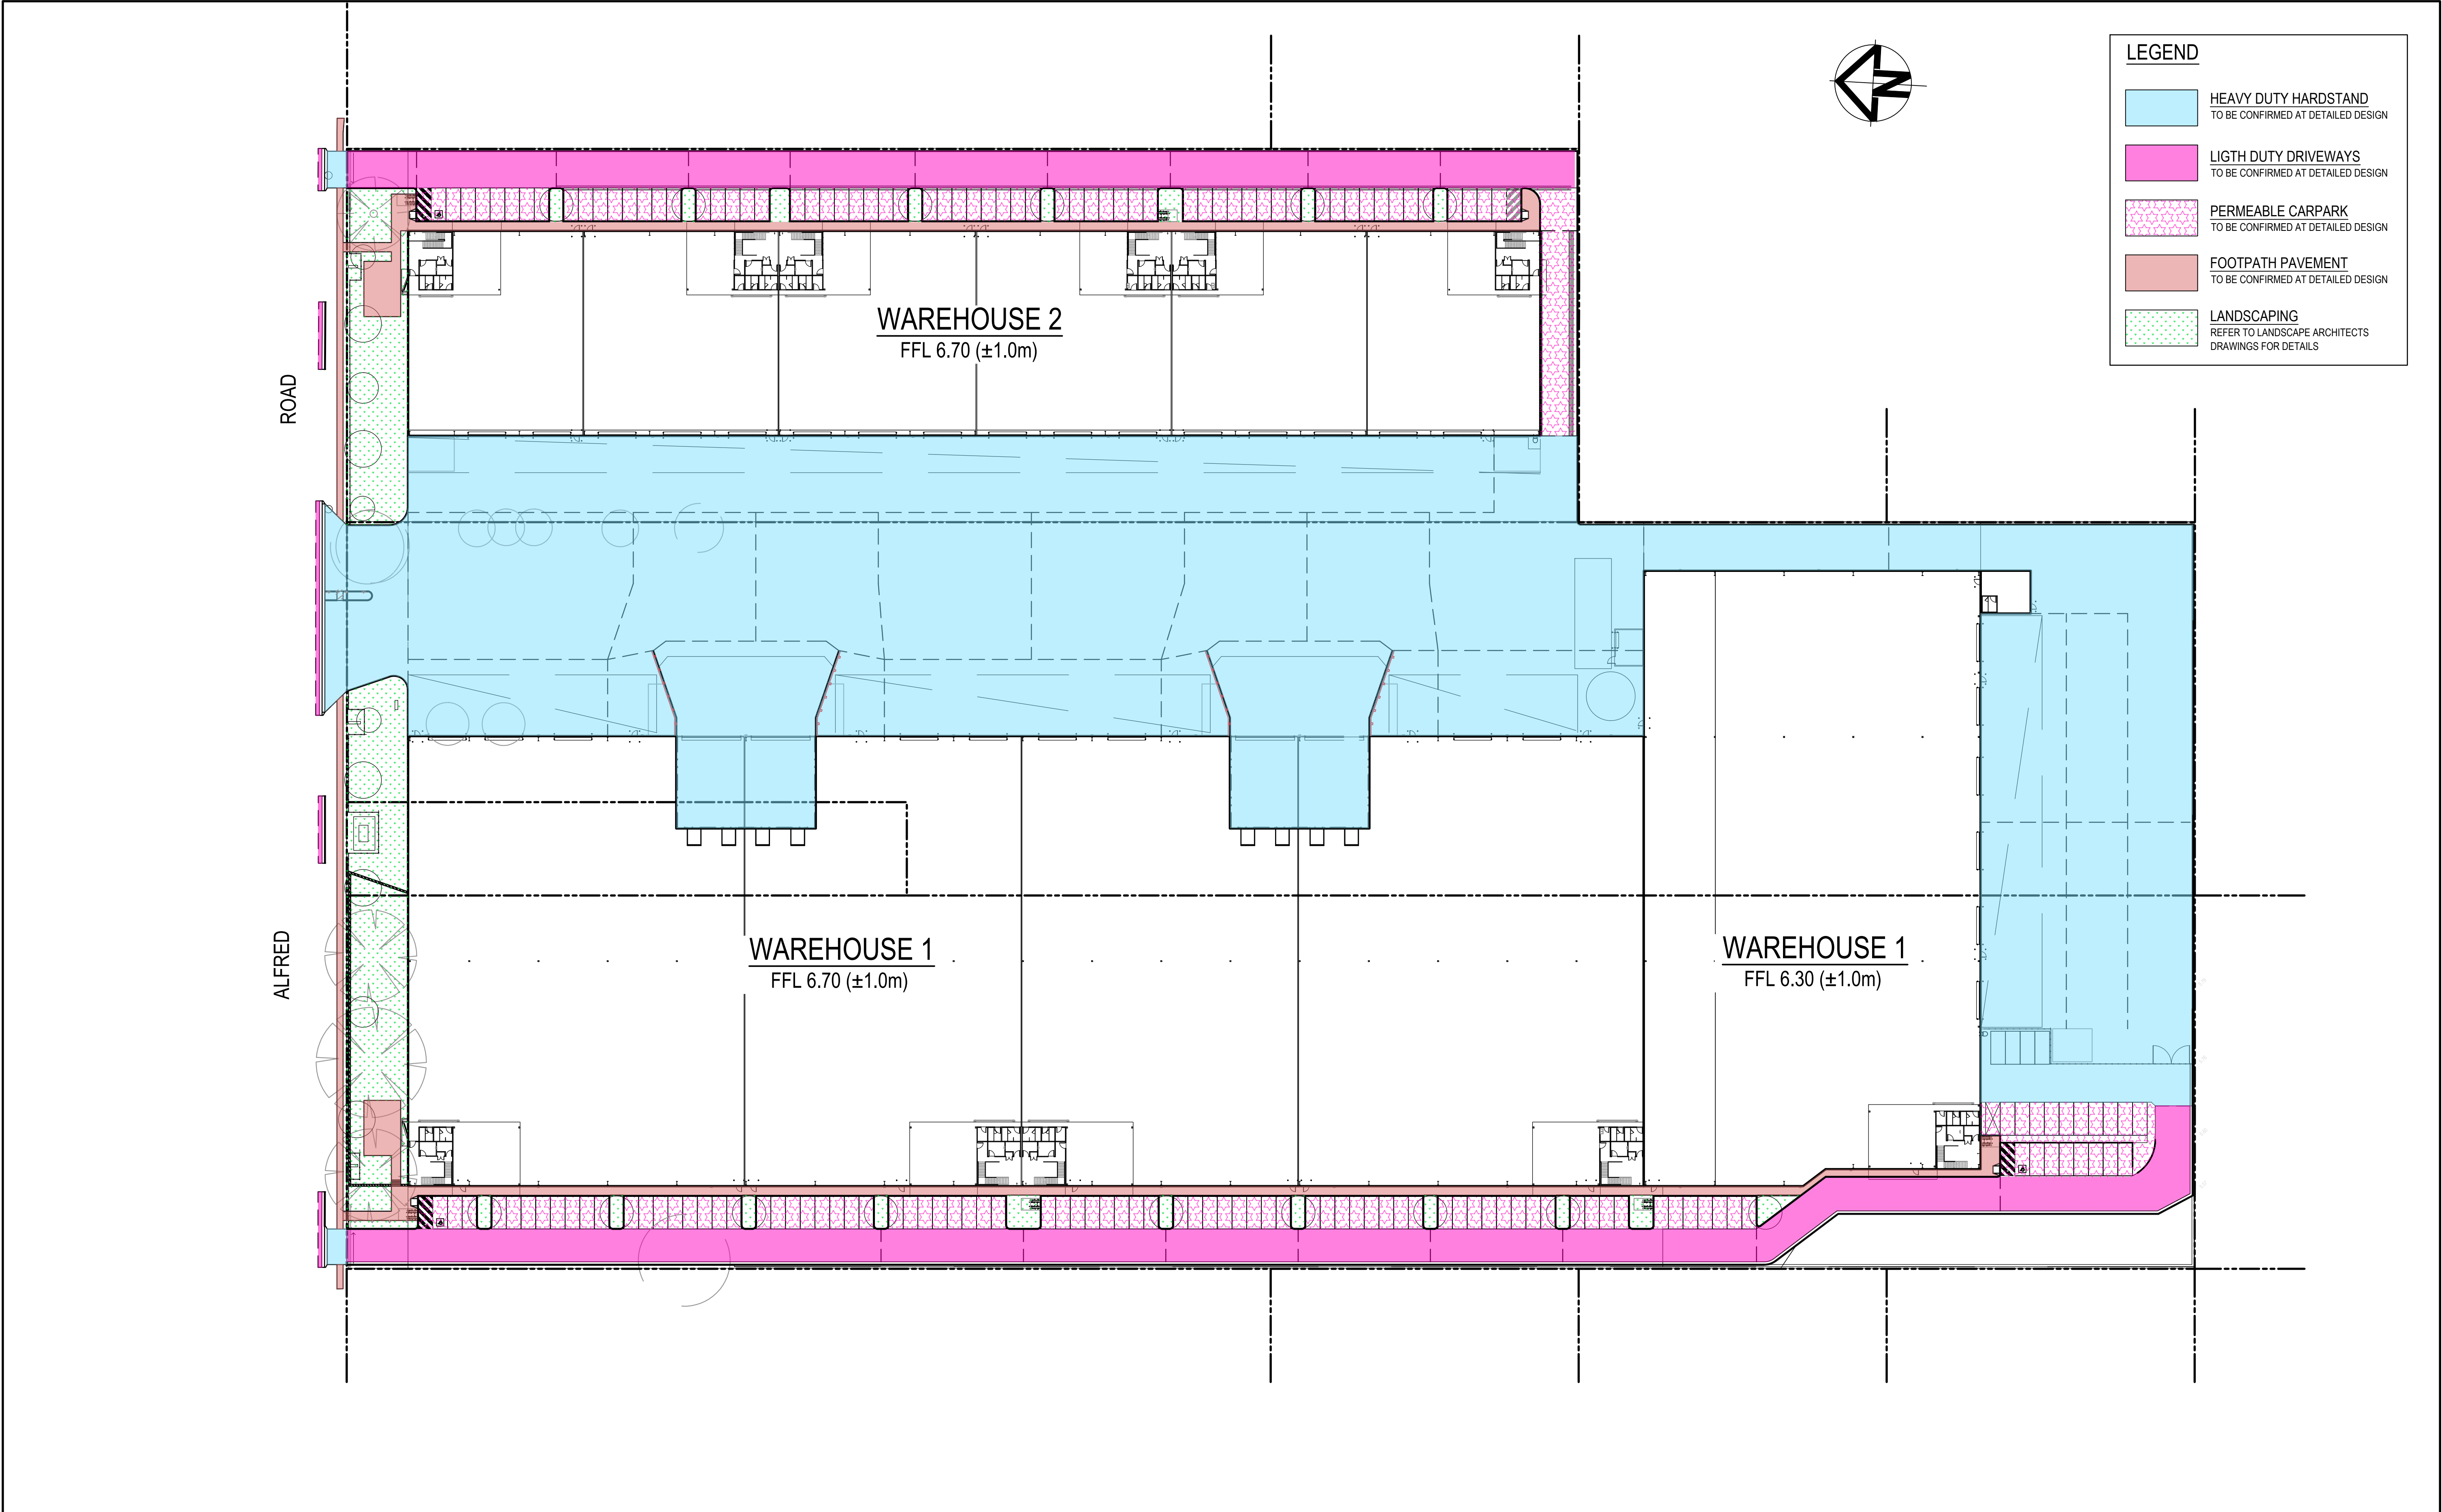 LEGEND
HEAVY DUTY HARDSTAND
TO BE CONFIRMED AT DETAILED DESIGN
LIGTH DUTY DRIVEWAYS
TO BE CONFIRMED AT DETAILED DESIGN
PERMEABLE CARPARK
TO BE CONFIRMED AT DETAILED DESIGN
FOOTPATH PAVEMENT
TO BE CONFIRMED AT DETAILED DESIGN
LANDSCAPING
REFER TO LANDSCAPE ARCHITECTS
DRAWINGS FOR DETAILS
N
WAREHOUSE 2
FFL 6.70 (±1.0m)
ROAD
ALFRED
WAREHOUSE 1
FFL 6.70 (±1.0m)
WAREHOUSE 1
FFL 6.30 (±1.0m)